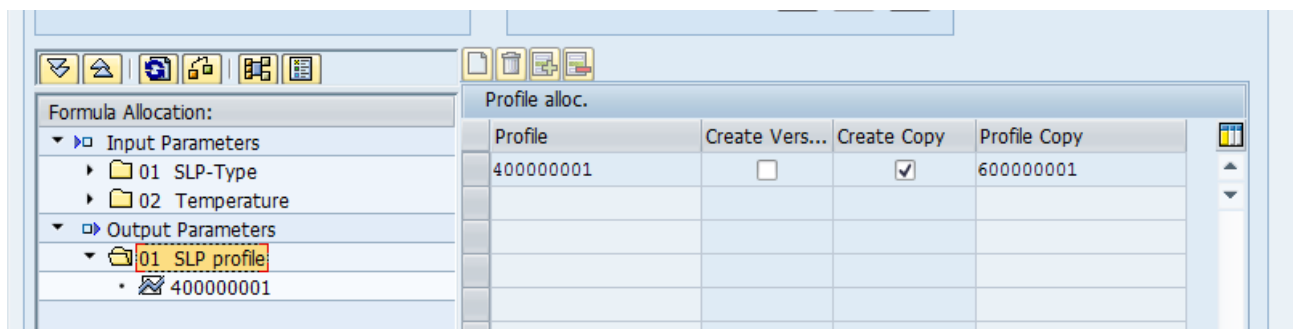 Formula Allocation:
Input Parameters
01 SLP-Type
02 Temperature
Output Parameters
01 SLP profile
400000001
Profile alloc.
Profile Create Vers... Create Copy Profile Copy
400000001 600000001